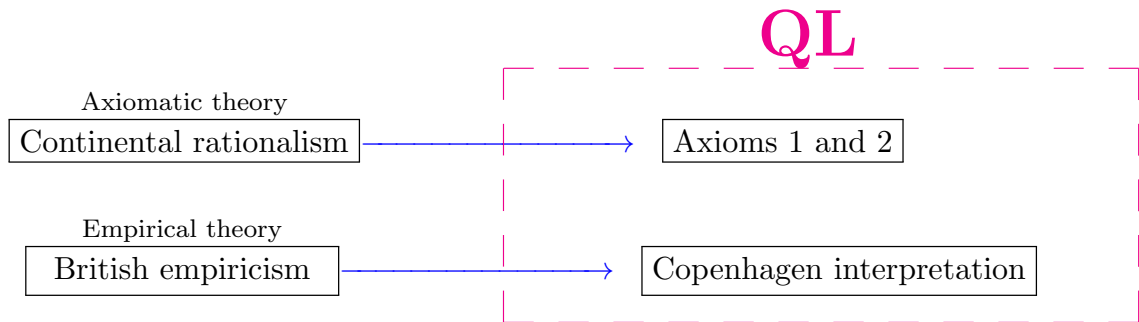 QL
Axiomatic theory
Continental rationalism
Axioms 1 and 2
Empirical theory
British empiricism
Copenhagen interpretation